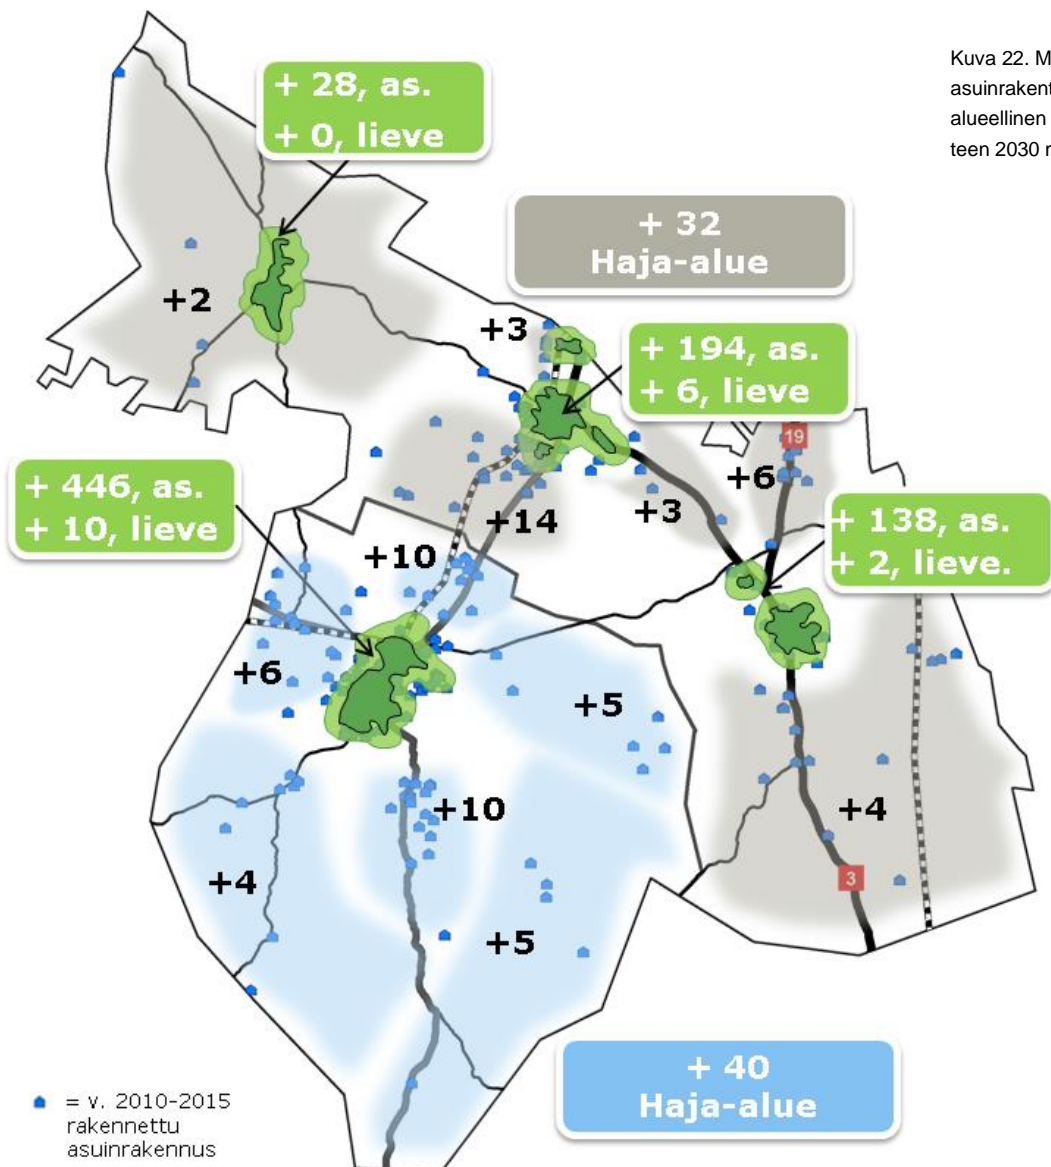 Kuva 22. M
asuinrakent
alueellinen
teen 2030 r
+ 28, as.
+ 0, lieve
+ 32
Haja-alue
+2
+3
+ 194, as.
+ 6, lieve
19
+ 446, as.
+ 10, lieve
+6
+3
+14
+ 138, as.
+ 2, lieve.
+10
+6
+5
+10
+4
+4
3
+5
+ 40
Haja-alue
= v. 2010-2015
rakennettu
asuinrakennus